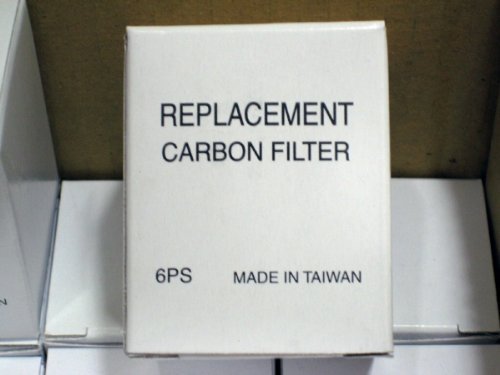 REPLACEMENT
CARBON FILTER
6PS MADE IN TAIWAN